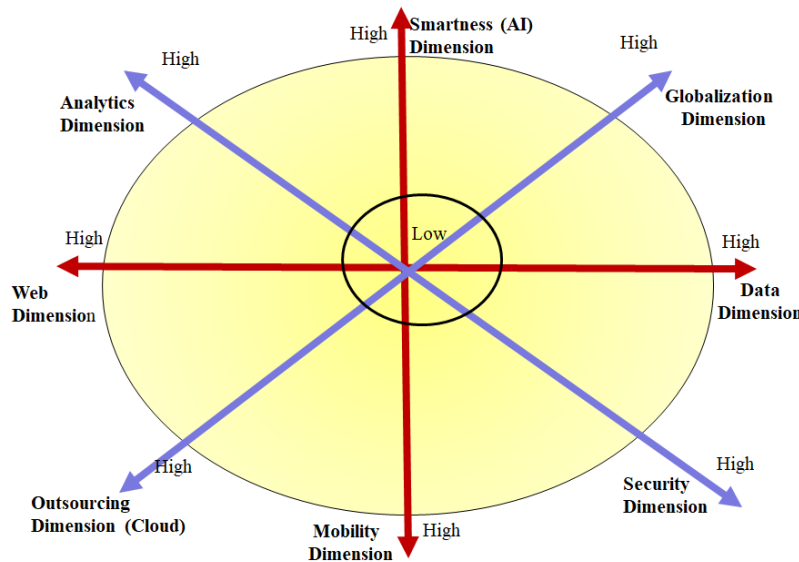 Smartness (AI)
Dimension
High
High
High
Analytics
Dimension
Globalization
Dimension
Low
High
High
Web
Dimension
Data
Dimension
High
High
Outsourcing
Dimension (Cloud)
Security
Dimension
High
Mobility
Dimension